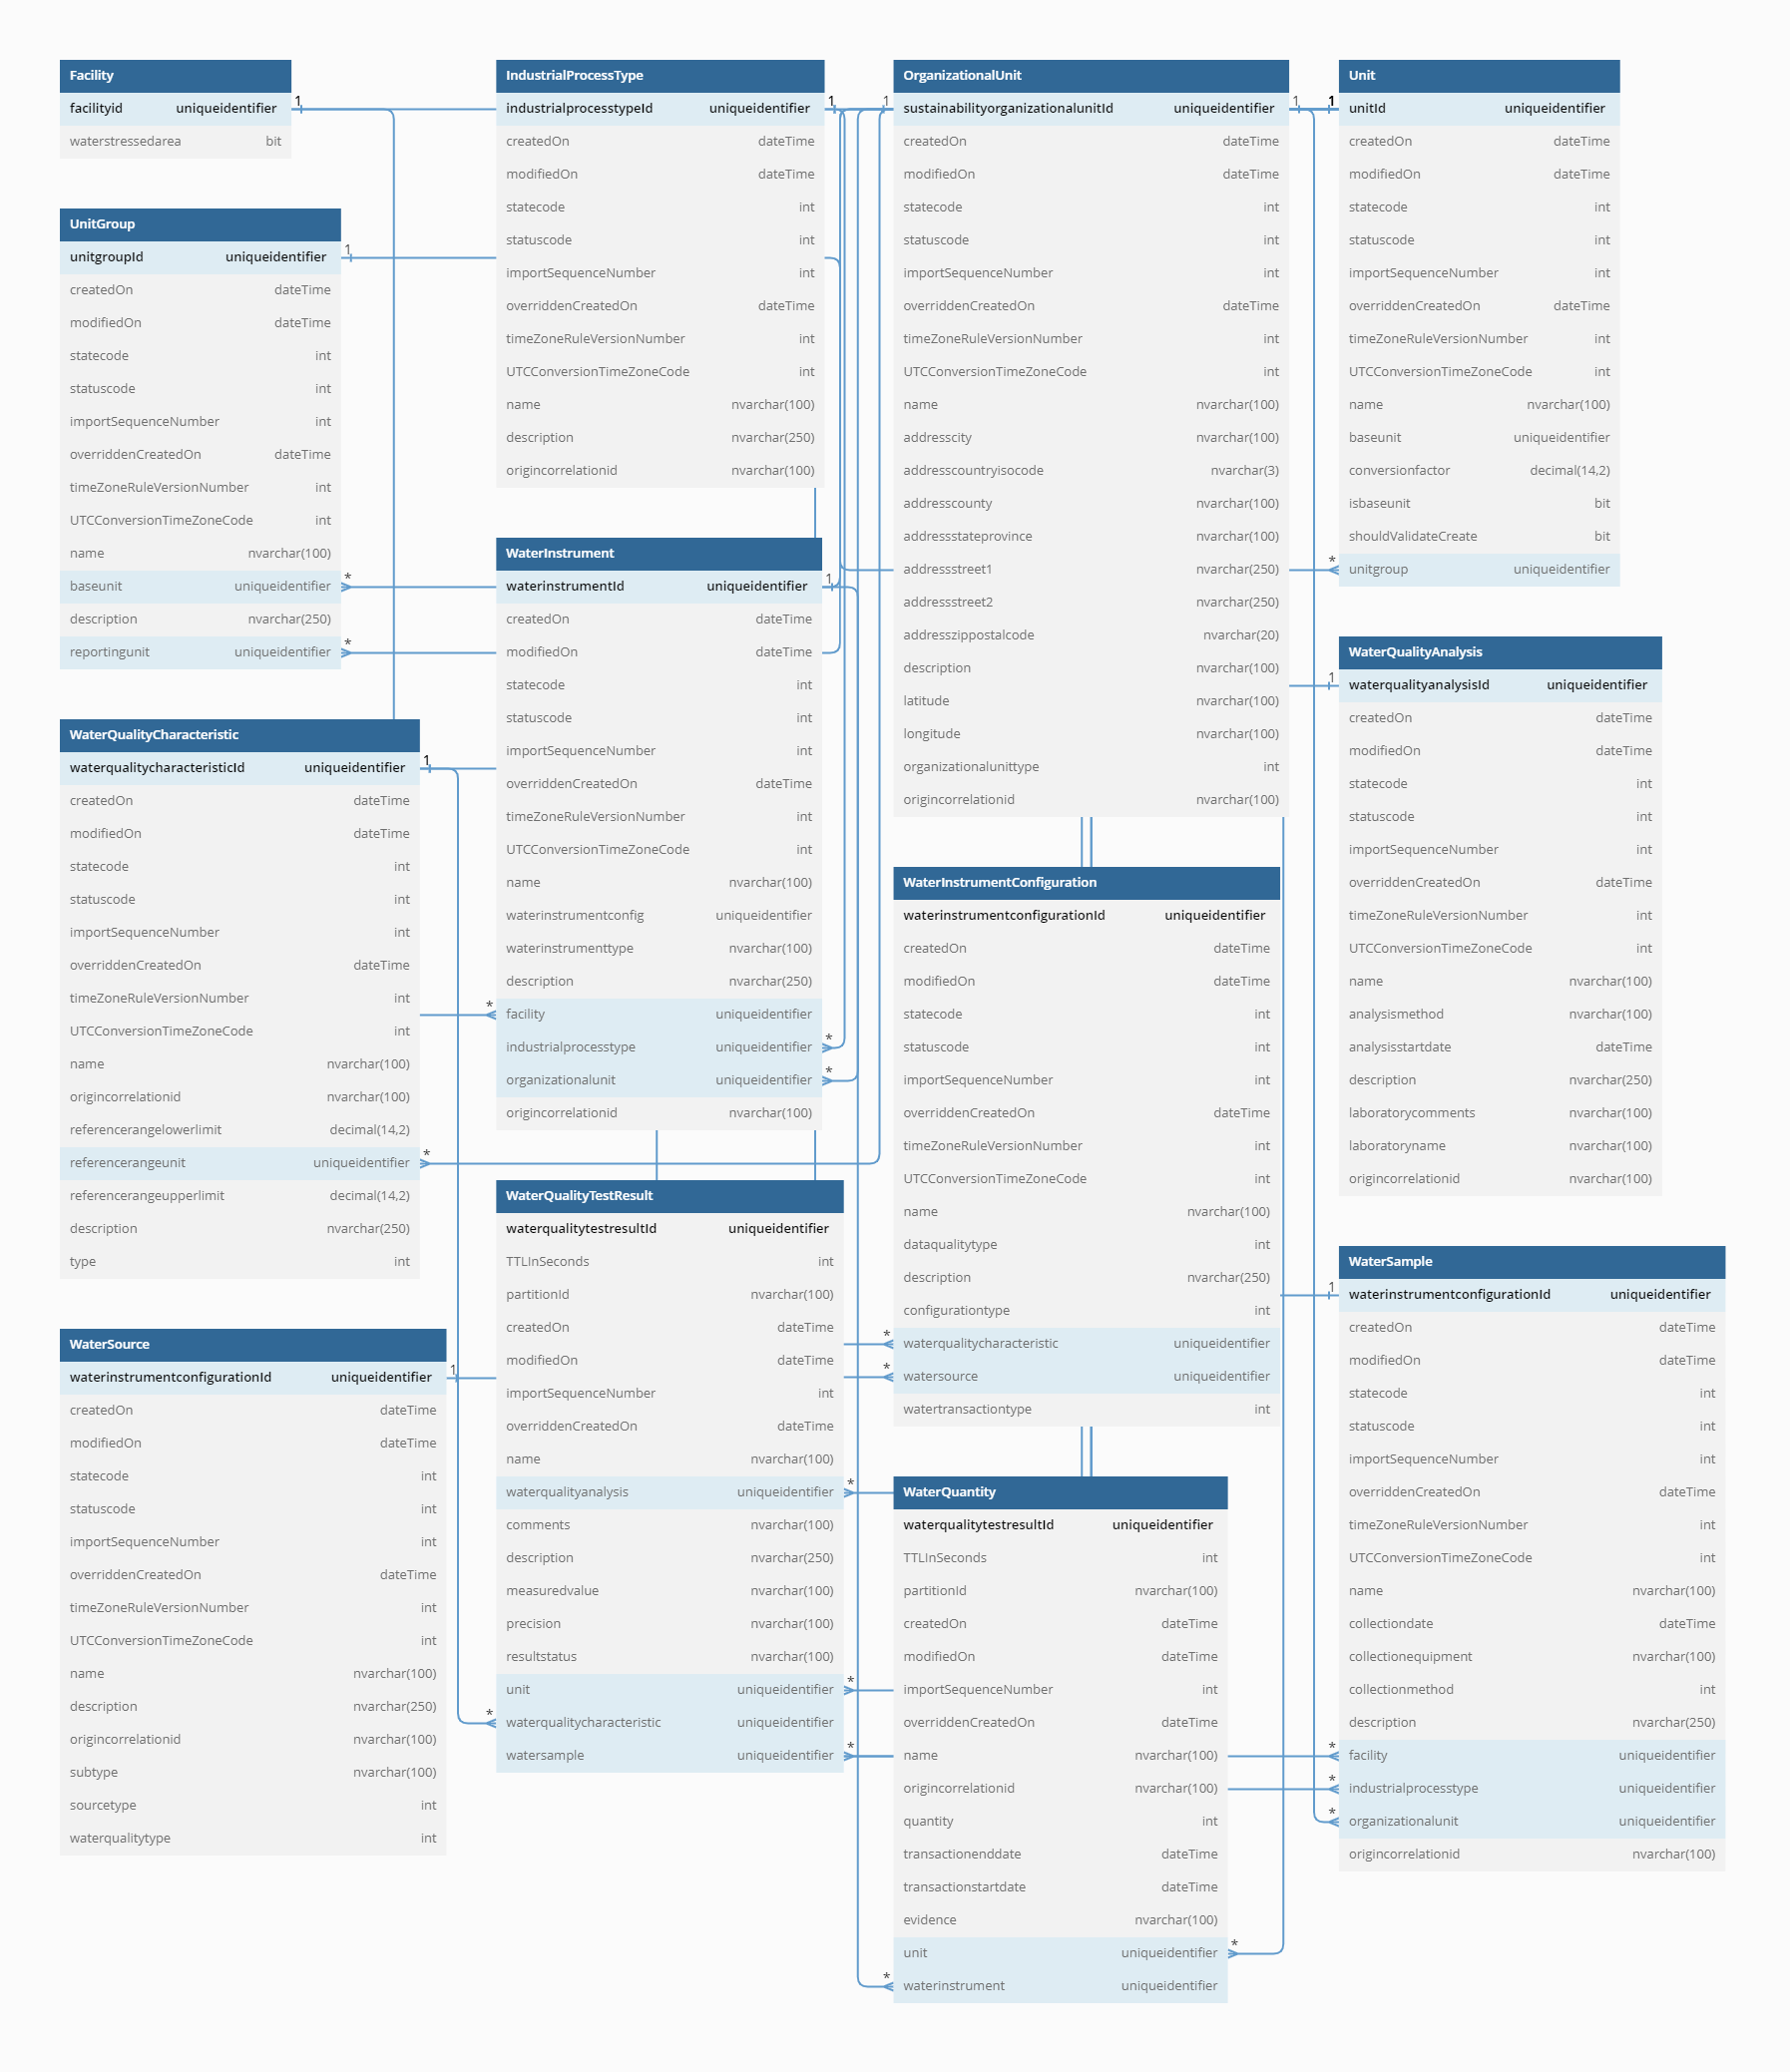 Facility
facilityid uniqueidentifier 1
waterstressedarea bit
UnitGroup
unitgroupId uniqueidentifier 1
createdOn dateTime
modifiedOn dateTime
statecode int
statuscode int
importSequenceNumber int
overriddenCreatedOn dateTime
timeZoneRuleVersionNumber int
UTCConversionTimeZoneCode int
name nvarchar(100)
baseunit uniqueidentifier *
description nvarchar(250)
reportingunit uniqueidentifier *
WaterQualityCharacteristic
waterqualitycharacteristicId uniqueidentifier 1
createdOn dateTime
modifiedOn dateTime
statecode int
statuscode int
importSequenceNumber int
overriddenCreatedOn dateTime
timeZoneRuleVersionNumber int
UTCConversionTimeZoneCode int
name nvarchar(100)
origincorrelationid nvarchar(100)
referencerangelowerlimit decimal(14,2)
referencerangeunit uniqueidentifier *
referencerangeupperlimit decimal(14,2)
description nvarchar(250)
type int
WaterSource
waterinstrumentconfigurationId uniqueidentifier 1
createdOn dateTime
modifiedOn dateTime
statecode int
statuscode int
importSequenceNumber int
overriddenCreatedOn dateTime
timeZoneRuleVersionNumber int
UTCConversionTimeZoneCode int
name nvarchar(100)
description nvarchar(250)
origincorrelationid nvarchar(100)
subtype nvarchar(100)
sourcetype int
waterqualitytype int
IndustrialProcessType
industrialprocesstypeId uniqueidentifier 1
createdOn dateTime
modifiedOn dateTime
statecode int
statuscode int
importSequenceNumber int
overriddenCreatedOn dateTime
timeZoneRuleVersionNumber int
UTCConversionTimeZoneCode int
name nvarchar(100)
description nvarchar(250)
origincorrelationid nvarchar(100)
WaterInstrument
waterinstrumentId uniqueidentifier 1
createdOn dateTime
modifiedOn dateTime
statecode int
statuscode int
importSequenceNumber int
overriddenCreatedOn dateTime
timeZoneRuleVersionNumber int
UTCConversionTimeZoneCode int
name nvarchar(100)
waterinstrumentconfig uniqueidentifier
waterinstrumenttype nvarchar(100)
description nvarchar(250)
* facility uniqueidentifier
industrialprocesstype uniqueidentifier *
organizationalunit uniqueidentifier *
origincorrelationid nvarchar(100)
WaterQualityTestResult
waterqualitytestresultId uniqueidentifier
TTLInSeconds int
partitionId nvarchar(100)
createdOn dateTime
modifiedOn dateTime
importSequenceNumber int
overriddenCreatedOn dateTime
name nvarchar(100)
waterqualityanalysis uniqueidentifier *
comments nvarchar(100)
description nvarchar(250)
measuredvalue nvarchar(100)
precision nvarchar(100)
resultstatus nvarchar(100)
unit uniqueidentifier *
* waterqualitycharacteristic uniqueidentifier
watersample uniqueidentifier *
OrganizationalUnit
1 sustainabilityorganizationalunitId uniqueidentifier 1
createdOn dateTime
modifiedOn dateTime
statecode int
statuscode int
importSequenceNumber int
overriddenCreatedOn dateTime
timeZoneRuleVersionNumber int
UTCConversionTimeZoneCode int
name nvarchar(100)
addresscity nvarchar(100)
addresscountryisocode nvarchar(3)
addresscounty nvarchar(100)
addressstateprovince nvarchar(100)
addressstreet1 nvarchar(250)
addressstreet2 nvarchar(250)
addresszippostalcode nvarchar(20)
description nvarchar(100)
latitude nvarchar(100)
longitude nvarchar(100)
organizationalunittype int
origincorrelationid nvarchar(100)
WaterInstrumentConfiguration
waterinstrumentconfigurationId uniqueidentifier
createdOn dateTime
modifiedOn dateTime
statecode int
statuscode int
importSequenceNumber int
overriddenCreatedOn dateTime
timeZoneRuleVersionNumber int
UTCConversionTimeZoneCode int
name nvarchar(100)
dataqualitytype int
description nvarchar(250)
configurationtype int
* waterqualitycharacteristic uniqueidentifier
* watersource uniqueidentifier
watertransactiontype int
WaterQuantity
waterqualitytestresultId uniqueidentifier
TTLInSeconds int
partitionId nvarchar(100)
createdOn dateTime
modifiedOn dateTime
importSequenceNumber int
overriddenCreatedOn dateTime
name nvarchar(100)
origincorrelationid nvarchar(100)
quantity int
transactionenddate dateTime
transactionstartdate dateTime
evidence nvarchar(100)
unit uniqueidentifier *
* waterinstrument uniqueidentifier
Unit
1 unitId uniqueidentifier
createdOn dateTime
modifiedOn dateTime
statecode int
statuscode int
importSequenceNumber int
overriddenCreatedOn dateTime
timeZoneRuleVersionNumber int
UTCConversionTimeZoneCode int
name nvarchar(100)
baseunit uniqueidentifier
conversionfactor decimal(14,2)
isbaseunit bit
shouldValidateCreate bit
* unitgroup uniqueidentifier
WaterQualityAnalysis
1 waterqualityanalysisId uniqueidentifier
createdOn dateTime
modifiedOn dateTime
statecode int
statuscode int
importSequenceNumber int
overriddenCreatedOn dateTime
timeZoneRuleVersionNumber int
UTCConversionTimeZoneCode int
name nvarchar(100)
analysismethod nvarchar(100)
analysisstartdate dateTime
description nvarchar(250)
laboratorycomments nvarchar(100)
laboratoryname nvarchar(100)
origincorrelationid nvarchar(100)
WaterSample
1 waterinstrumentconfigurationId uniqueidentifier
createdOn dateTime
modifiedOn dateTime
statecode int
statuscode int
importSequenceNumber int
overriddenCreatedOn dateTime
timeZoneRuleVersionNumber int
UTCConversionTimeZoneCode int
name nvarchar(100)
collectiondate dateTime
collectionequipment nvarchar(100)
collectionmethod int
description nvarchar(250)
* facility uniqueidentifier
* industrialprocesstype uniqueidentifier
* organizationalunit uniqueidentifier
origincorrelationid nvarchar(100)